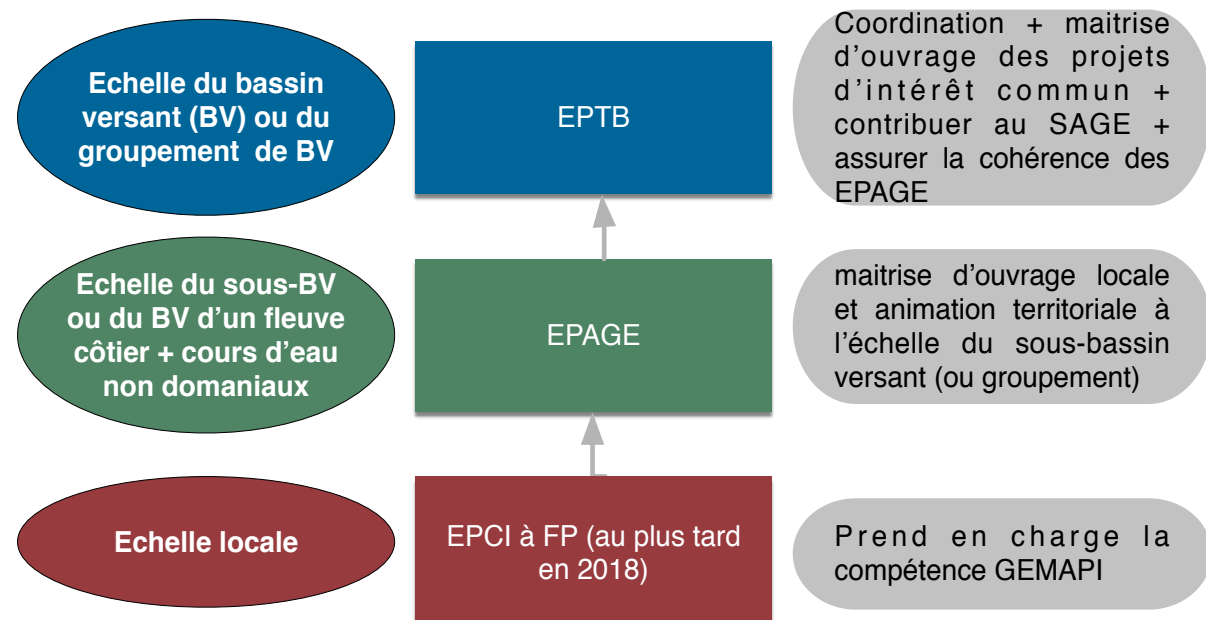 Echelle du bassin
versant (BV) ou du
groupement de BV
EPTB
Coordination + maitrise
d'ouvrage des projets
d'intérêt commun +
contribuer au SAGE +
assurer la cohérence des
EPAGE
Echelle du sous-BV
ou du BV d'un fleuve
côtier + cours d'eau
non domaniaux
EPAGE
maitrise d'ouvrage locale
et animation territoriale à
l'échelle du sous-bassin
versant (ou groupement)
Echelle locale
EPCI à FP (au plus tard
en 2018)
Prend en charge la
compétence GEMAPI